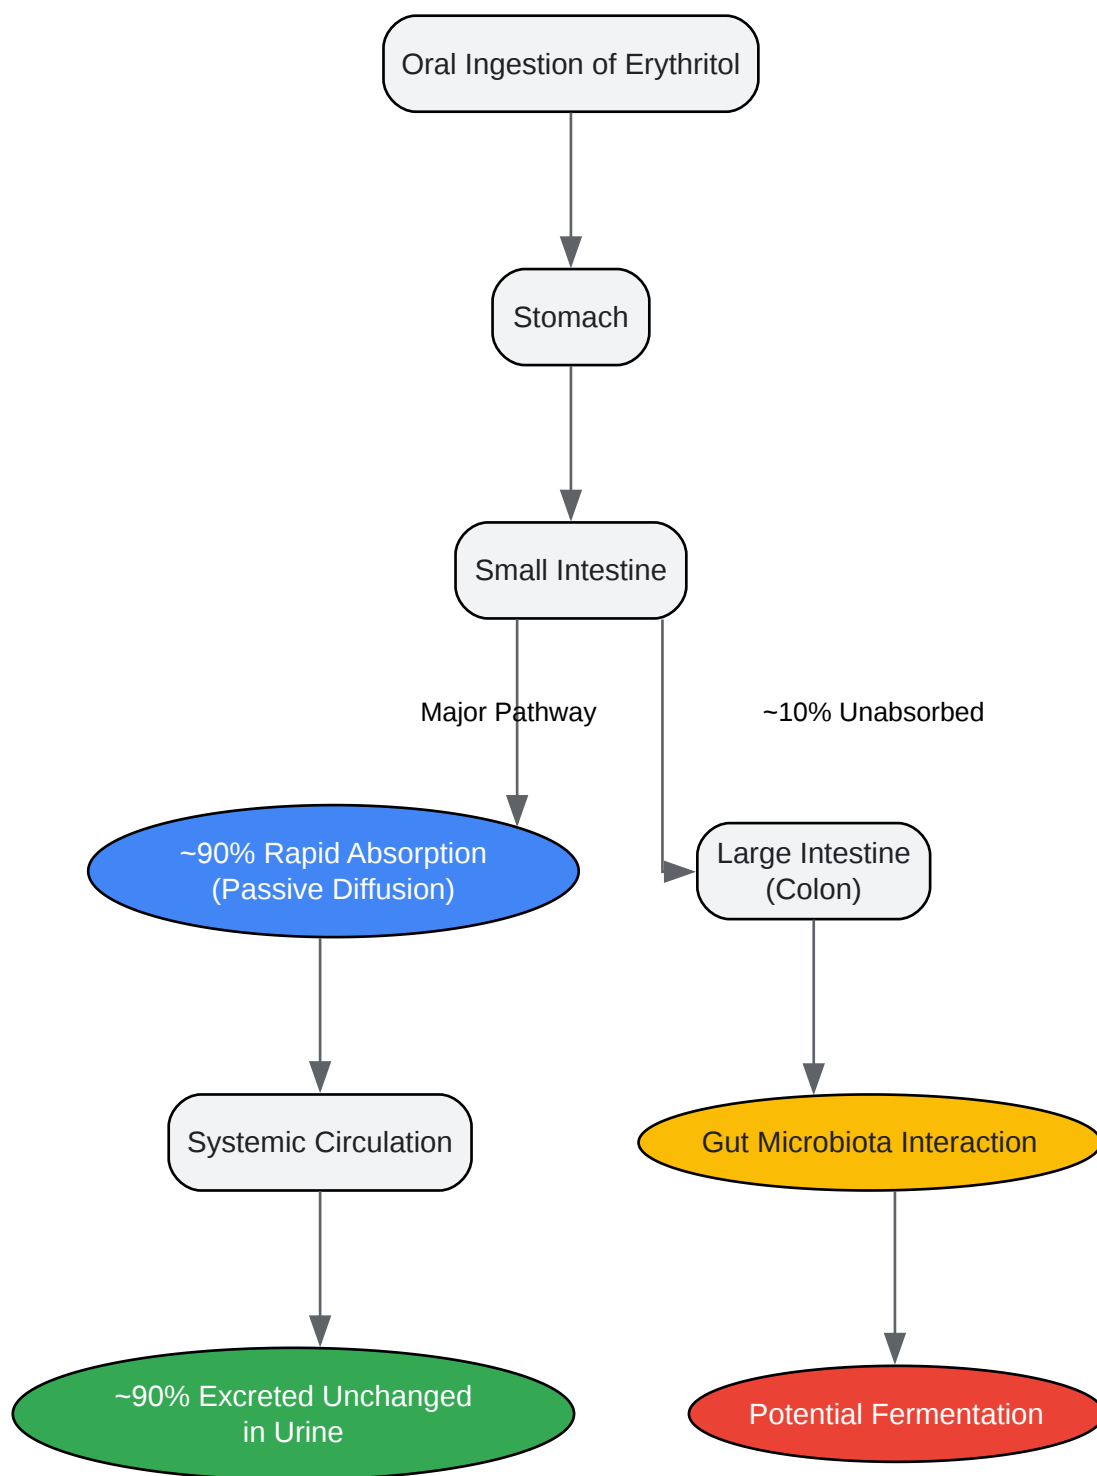 Oral Ingestion of Erythritol
Stomach
Small Intestine
Major Pathway
~10% Unabsorbed
~90% Rapid Absorption
(Passive Diffusion)
Large Intestine
(Colon)
Systemic Circulation
Gut Microbiota Interaction
~90% Excreted Unchanged
in Urine
Potential Fermentation